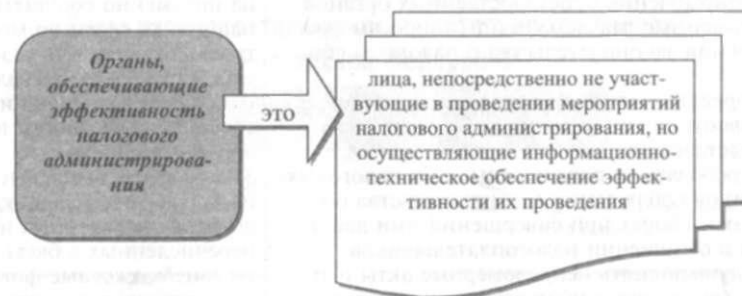 Органы,
обеспечивающие
эффективность
налогового
администрирова-
ния
это
лица, непосредственно не участ-
вующие в проведении мероприятий
налогового администрирования, но
осуществляющие информационно-
техническое обеспечение эффек-
тивности их проведения